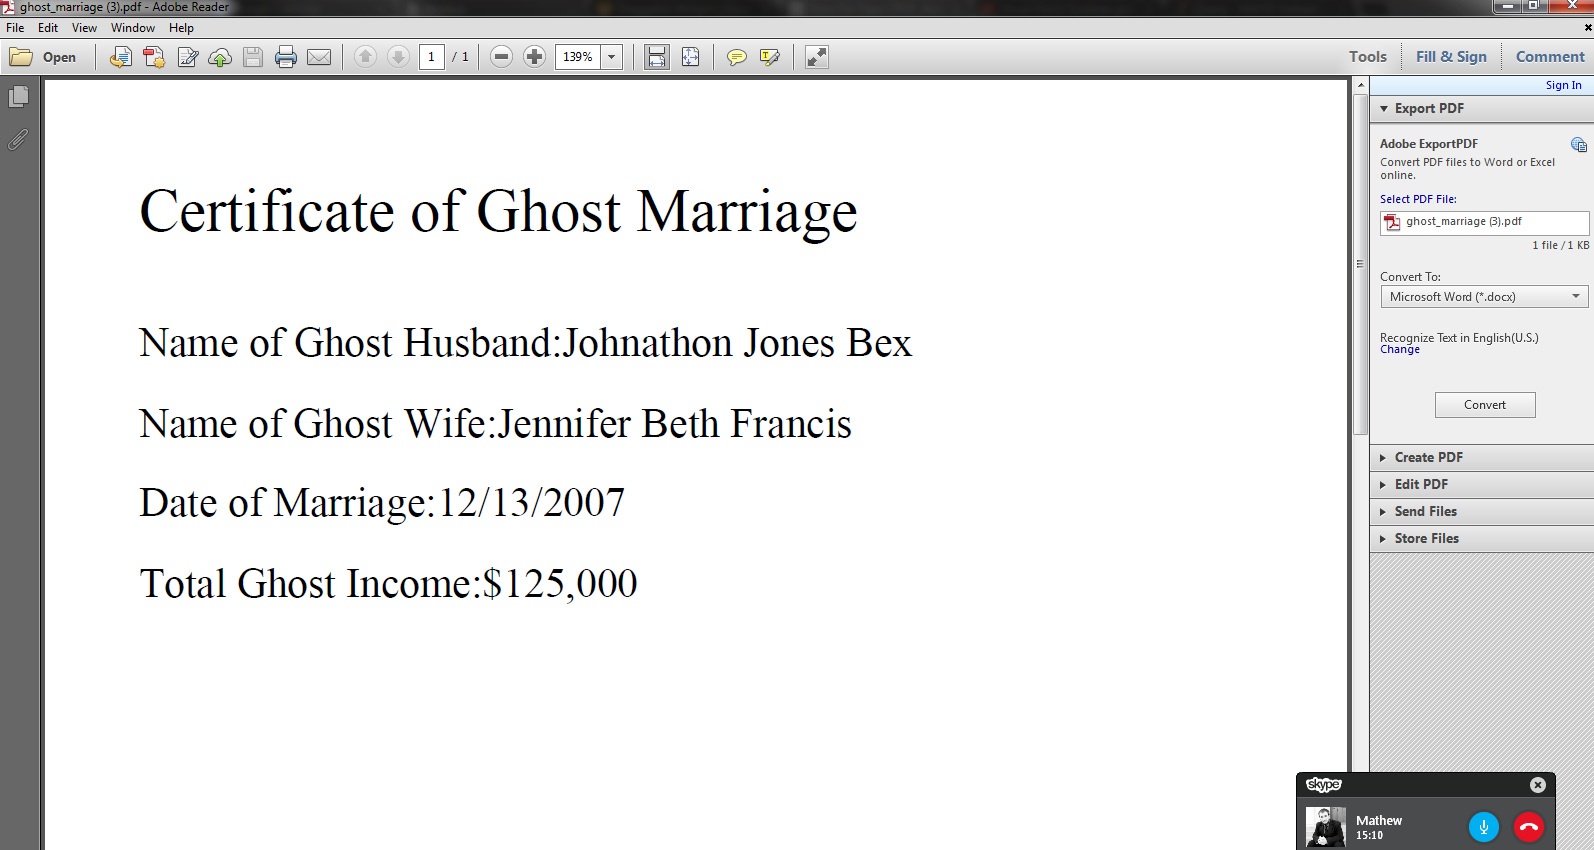 ghost_marriage (3).pdf - Adobe Reader
File Edit View Window Help
Open 1 / 1 139% Tools Fill & Sign Comment
Sign In
Export PDF
Adobe ExportPDF
Convert PDF files to Word or Excel
online.
Select PDF File:
ghost_marriage (3).pdf
1 file / 1 KB
Convert To:
Microsoft Word (*.docx)
Recognize Text in English(U.S.)
Change
Convert
Create PDF
Edit PDF
Send Files
Store Files
Certificate of Ghost Marriage
Name of Ghost Husband:Johnathon Jones Bex
Name of Ghost Wife:Jennifer Beth Francis
Date of Marriage:12/13/2007
Total Ghost Income:$125,000
skype
Mathew
15:10